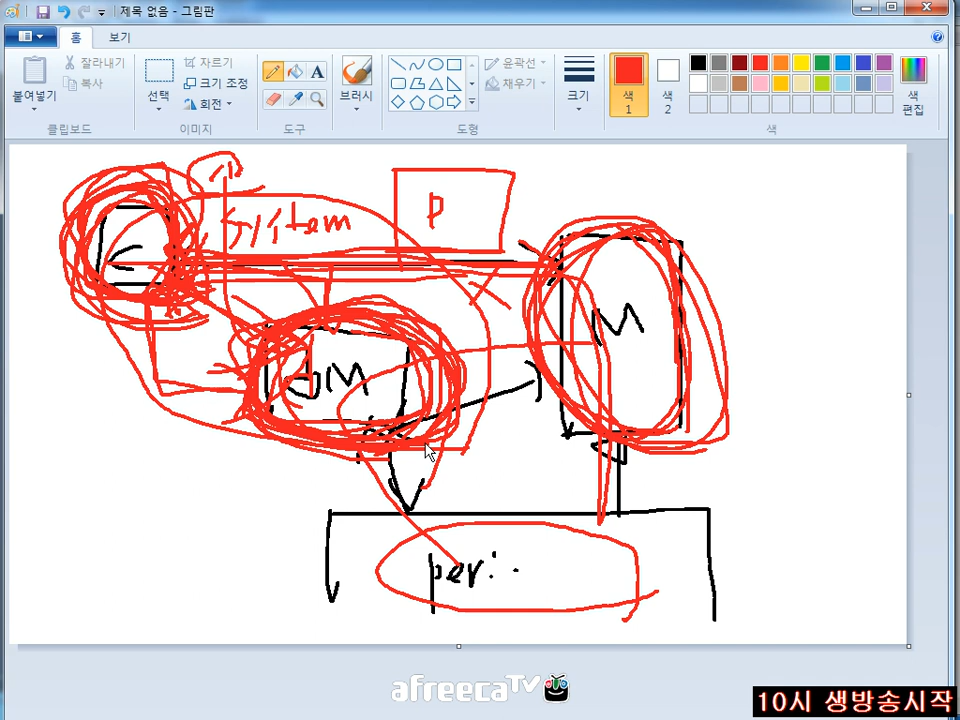 제목 없음 - 그림판
홈
보기
붙여넣기
잘라내기
복사
클립보드
선택
자르기
크기 조정
회전
이미지
A
도구
브러시
윤곽선
채우기
도형
크기
색
1
색
2
색
편집
색
System
P
M
M
peri..
afreecaTV
10시 생방송시작